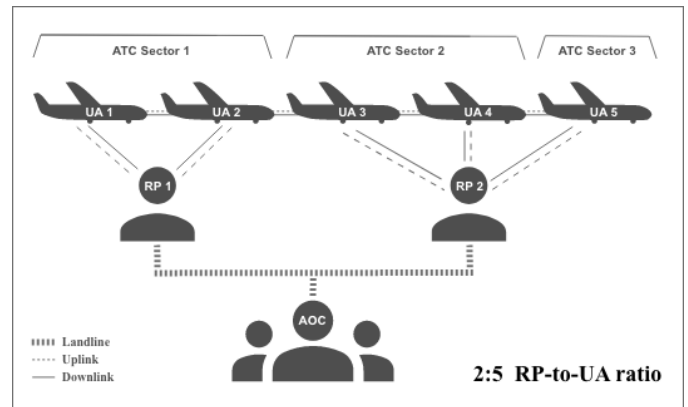 ATC Sector 1 ATC Sector 2 ATC Sector 3
UA 1 UA 2 UA 3 UA 4 UA 5
RP 1 RP 2
AOC
Landline
Uplink
Downlink
2:5 RP-to-UA ratio